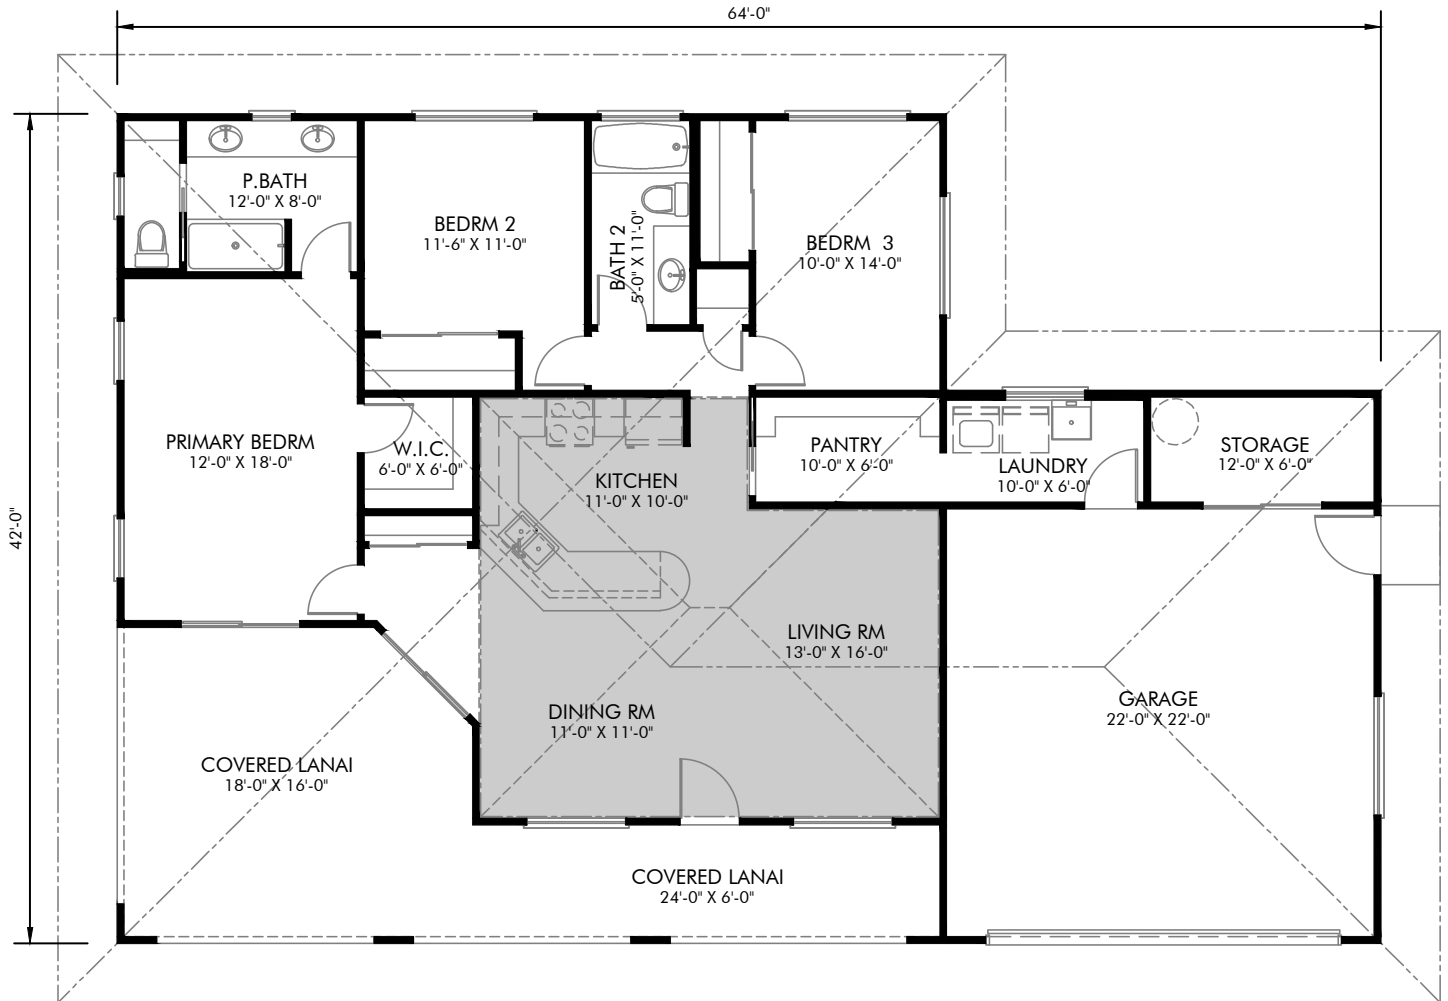 64'-0"
42'-0"
P.BATH
12'-0" X 8'-0"
BEDRM 2
11'-6" X 11'-0"
BATH 2
5'-0" X 11'-0"
BEDRM 3
10'-0" X 14'-0"
PRIMARY BEDRM
12'-0" X 18'-0"
W.I.C.
6'-0" X 6'-0"
KITCHEN
11'-0" X 10'-0"
PANTRY
10'-0" X 6'-0"
LAUNDRY
10'-0" X 6'-0"
STORAGE
12'-0" X 6'-0"
LIVING RM
13'-0" X 16'-0"
DINING RM
11'-0" X 11'-0"
GARAGE
22'-0" X 22'-0"
COVERED LANAI
18'-0" X 16'-0"
COVERED LANAI
24'-0" X 6'-0"